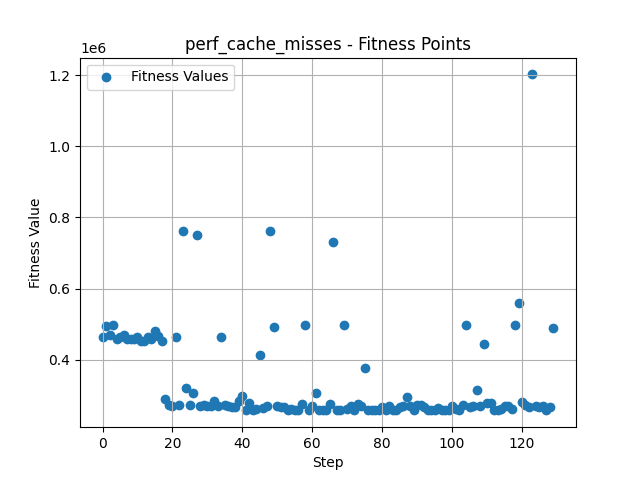 perf_cache_misses - Fitness Points
1e6
Fitness Values
1.2
1.0
0.8
0.6
0.4
Fitness Value
0 20 40 60 80 100 120
Step